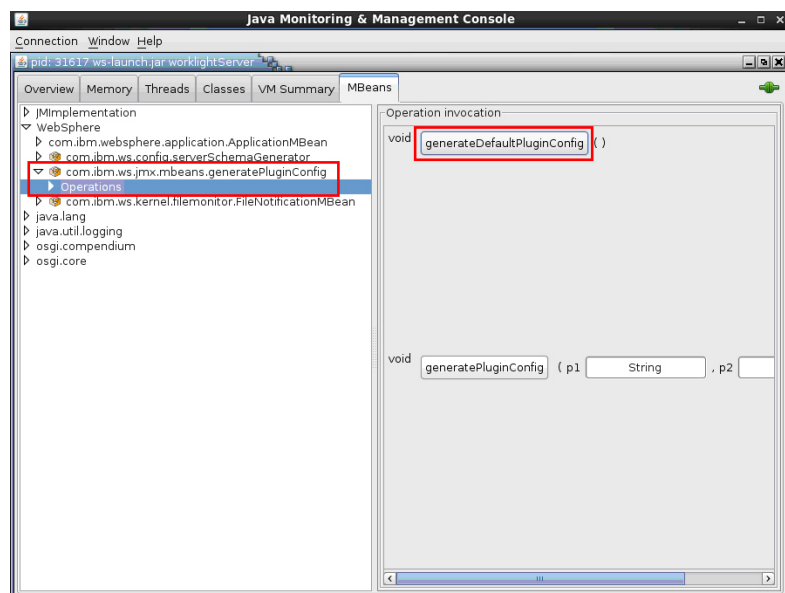 Java Monitoring & Management Console
Connection Window Help
pid: 31617 ws-launch.jar worklightServer
Overview Memory Threads Classes VM Summary MBeans
JMImplementation
WebSphere
com.ibm.websphere.application.ApplicationMBean
com.ibm.ws.config.serverSchemaGenerator
com.ibm.ws.jmx.mbeans.generatePluginConfig
Operations
com.ibm.ws.kernel.filemonitor.FileNotificationMBean
java.lang
java.util.logging
osgi.compendium
osgi.core
Operation invocation
void generateDefaultPluginConfig ( )
void generatePluginConfig ( p1 String , p2